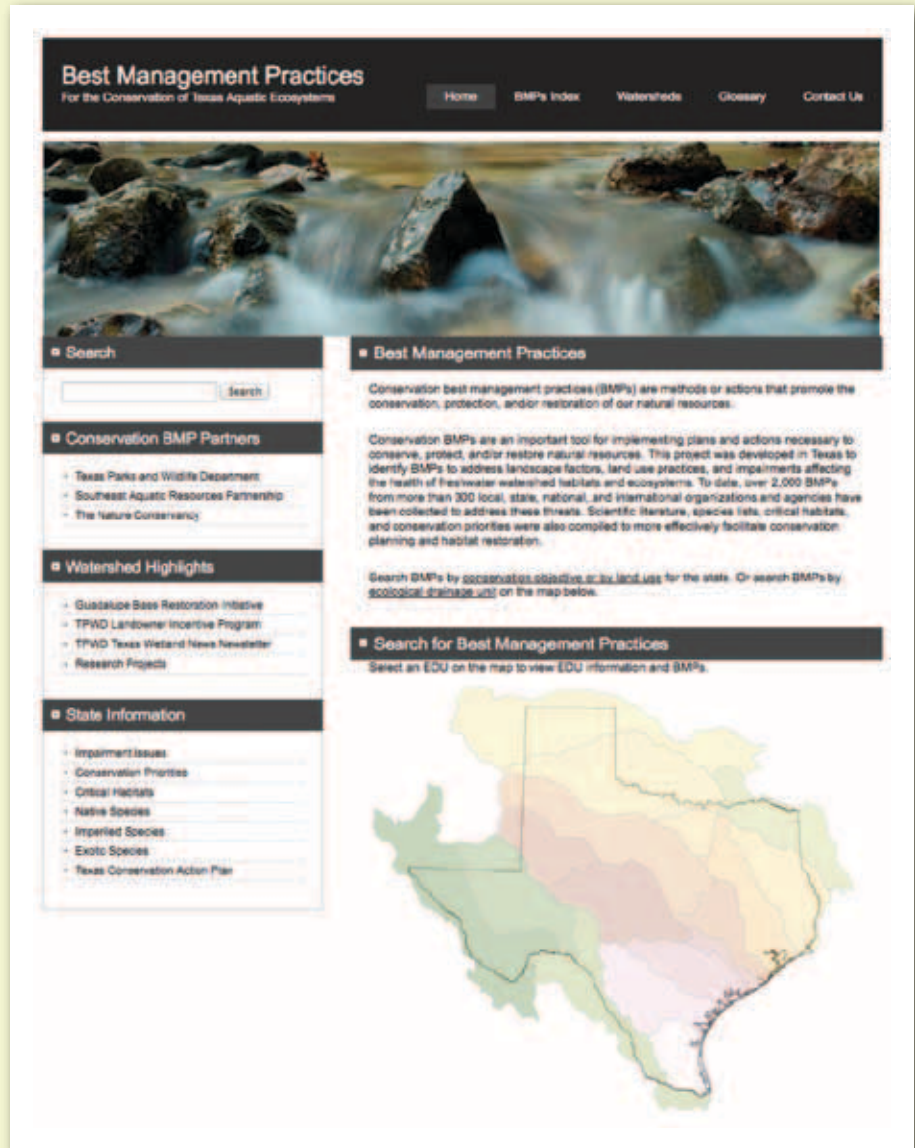 Best Management Practices
For the Conservation of Texas Aquatic Ecosystems
Home
BMPs Index
Watersheds
Glossary
Contact Us
Search
Search
Conservation BMP Partners
Texas Parks and Wildlife Department
Southeast Aquatic Resources Partnership
The Nature Conservancy
Watershed Highlights
Guadalupe Bass Restoration Initiative
TPWD Landowner Incentive Program
TPWD Texas Wetland News Newsletter
Research Projects
State Information
Impairment Issues
Conservation Priorities
Critical Habitats
Native Species
Imperiled Species
Exotic Species
Texas Conservation Action Plan
Best Management Practices
Conservation best management practices (BMPs) are methods or actions that promote the
conservation, protection, and/or restoration of our natural resources.
Conservation BMPs are an important tool for implementing plans and actions necessary to
conserve, protect, and/or restore natural resources. This project was developed in Texas to
identify BMPs to address landscape factors, land use practices, and impairments affecting
the health of freshwater watershed habitats and ecosystems. To date, over 2,000 BMPs
from more than 300 local, state, national, and international organizations and agencies have
been collected to address these threats. Scientific literature, species lists, critical habitats,
and conservation priorities were also compiled to more effectively facilitate conservation
planning and habitat restoration.
Search BMPs by conservation objective or by land use for the state. Or search BMPs by
ecological drainage unit on the map below.
Search for Best Management Practices
Select an EDU on the map to view EDU information and BMPs.